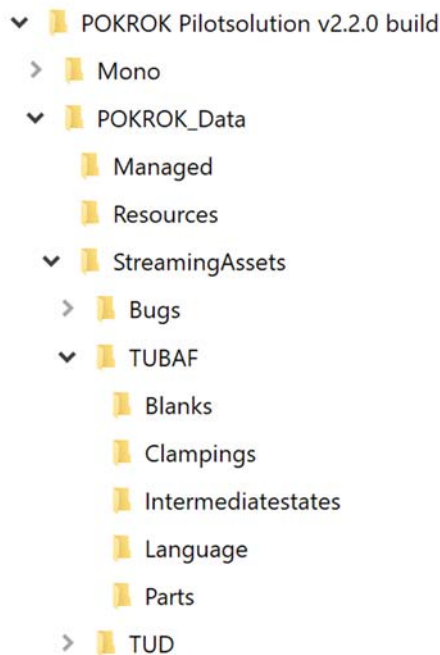 POKROK Pilotsolution v2.2.0 build
Mono
POKROK_Data
Managed
Resources
StreamingAssets
Bugs
TUBAF
Blanks
Clampings
Intermediatestates
Language
Parts
TUD